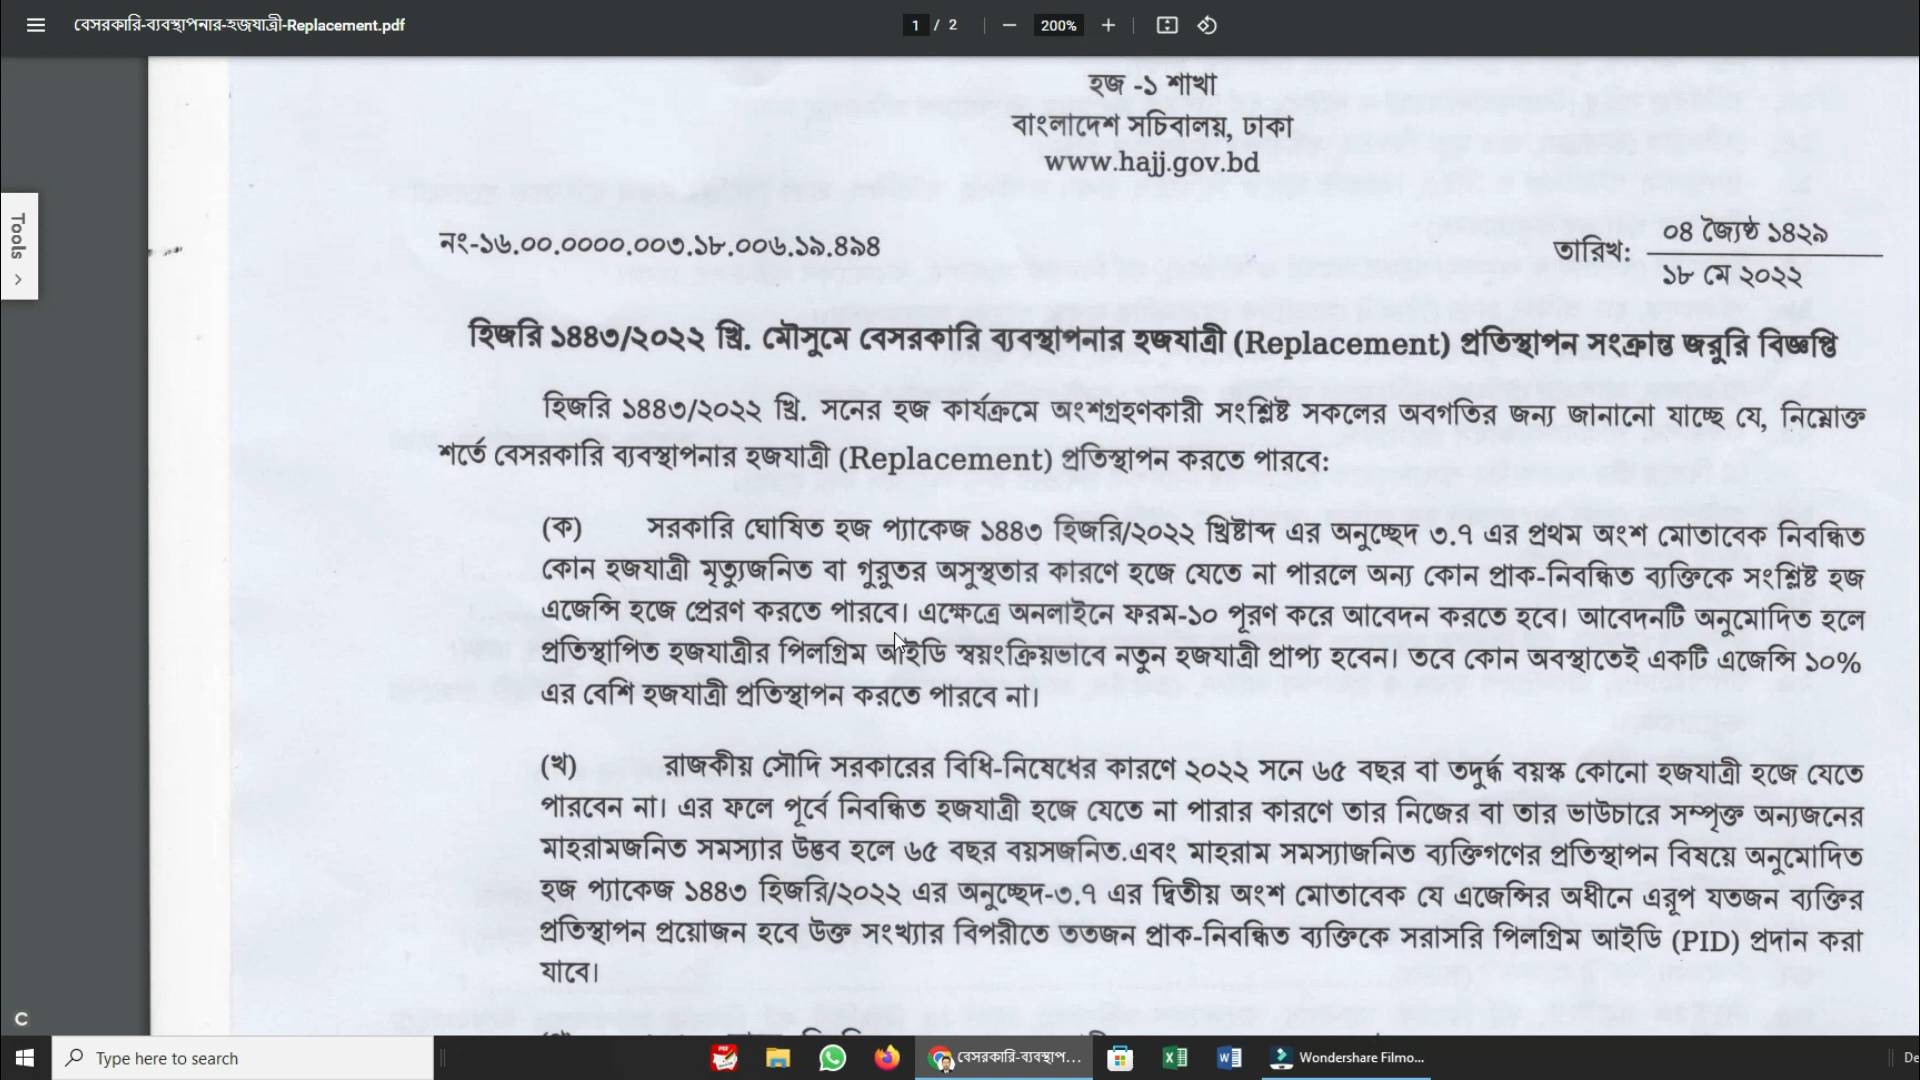 বেসরকারি-ব্যবস্থাপনার-হজযাত্রী-Replacement.pdf
1 / 2
200%
Tools
হজ -১ শাখা
বাংলাদেশ সচিবালয়, ঢাকা
www.hajj.gov.bd
নং-১৬.০০.০০০০.০০৩.১৮.০০৬.১৯.৪৯৪
তারিখ: ০৪ জ্যৈষ্ঠ ১৪২৯
১৮ মে ২০২২
হিজরি ১৪৪৩/২০২২ খ্রি. মৌসুমে বেসরকারি ব্যবস্থাপনার হজযাত্রী (Replacement) প্রতিস্থাপন সংক্রান্ত জরুরি বিজ্ঞপ্তি
হিজরি ১৪৪৩/২০২২ খ্রি. সনের হজ কার্যক্রমে অংশগ্রহণকারী সংশ্লিষ্ট সকলের অবগতির জন্য জানানো যাচ্ছে যে, নিম্নোক্ত
শর্তে বেসরকারি ব্যবস্থাপনার হজযাত্রী (Replacement) প্রতিস্থাপন করতে পারবে:
(ক) সরকারি ঘোষিত হজ প্যাকেজ ১৪৪৩ হিজরি/২০২২ খ্রিষ্টাব্দ এর অনুচ্ছেদ ৩.৭ এর প্রথম অংশ মোতাবেক নিবন্ধিত
কোন হজযাত্রী মৃত্যুজনিত বা গুরুতর অসুস্থতার কারণে হজে যেতে না পারলে অন্য কোন প্রাক-নিবন্ধিত ব্যক্তিকে সংশ্লিষ্ট হজ
এজেন্সি হজে প্রেরণ করতে পারবে। এক্ষেত্রে অনলাইনে ফরম-১০ পূরণ করে আবেদন করতে হবে। আবেদনটি অনুমোদিত হলে
প্রতিস্থাপিত হজযাত্রীর পিলগ্রিম আইডি স্বয়ংক্রিয়ভাবে নতুন হজযাত্রী প্রাপ্য হবেন। তবে কোন অবস্থাতেই একটি এজেন্সি ১০%
এর বেশি হজযাত্রী প্রতিস্থাপন করতে পারবে না।
(খ) রাজকীয় সৌদি সরকারের বিধি-নিষেধের কারণে ২০২২ সনে ৬৫ বছর বা তদুর্দ্ধ বয়স্ক কোনো হজযাত্রী হজে যেতে
পারবেন না। এর ফলে পূর্বে নিবন্ধিত হজযাত্রী হজে যেতে না পারার কারণে তার নিজের বা তার ভাউচারে সম্পৃক্ত অন্যজনের
মাহরামজনিত সমস্যার উদ্ভব হলে ৬৫ বছর বয়সজনিত.এবং মাহরাম সমস্যাজনিত ব্যক্তিগণের প্রতিস্থাপন বিষয়ে অনুমোদিত
হজ প্যাকেজ ১৪৪৩ হিজরি/২০২২ এর অনুচ্ছেদ-৩.৭ এর দ্বিতীয় অংশ মোতাবেক যে এজেন্সির অধীনে এরূপ যতজন ব্যক্তির
প্রতিস্থাপন প্রয়োজন হবে উক্ত সংখ্যার বিপরীতে ততজন প্রাক-নিবন্ধিত ব্যক্তিকে সরাসরি পিলগ্রিম আইডি (PID) প্রদান করা
যাবে।
C
Type here to search
বেসরকারি-ব্যবস্থাপ...
Wondershare Filmo...
De